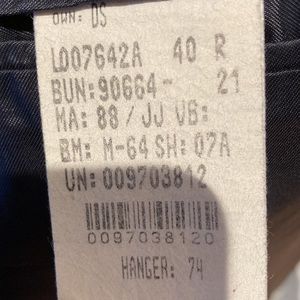 OWN: DS
LO07642A 40 R
BUN:90664- 21
MA: 88/JJ VB:
BM: M-64 SH: 07A
UN: 009703812
0097038120
HANGER: 74